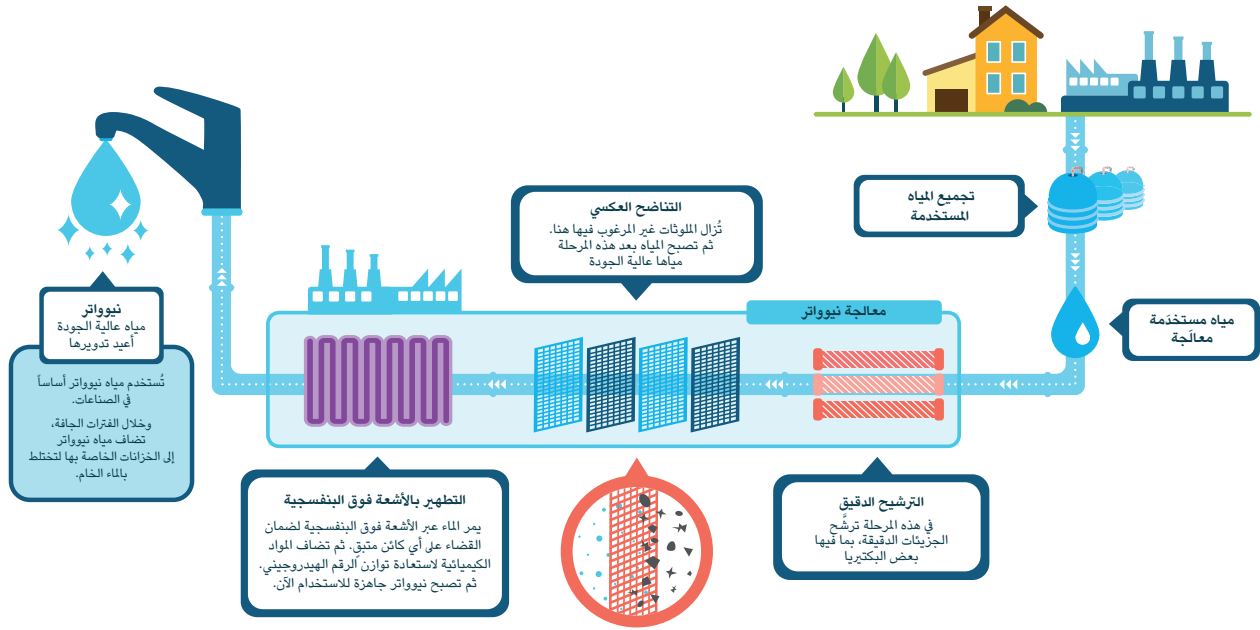 تجميع المياه
المستخدمة
مياه مستخدَمة
معالَجة
معالجة نيوواتر
الترشيح الدقيق
في هذه المرحلة ترشَّح
الجزيئات الدقيقة، بما فيها
بعض البكتيريا
التناضح العكسي
تُزال الملوثات غير المرغوب فيها هنا.
ثم تصبح المياه بعد هذه المرحلة
مياها عالية الجودة
التطهير بالأشعة فوق البنفسجية
يمر الماء عبر الأشعة فوق البنفسجية لضمان
القضاء على أي كائن متبقٍ. ثم تضاف المواد
الكيميائية لاستعادة توازن الرقم الهيدروجيني.
ثم تصبح نيوواتر جاهزة للاستخدام الآن.
نيوواتر
مياه عالية الجودة
أعيد تدويرها
تُستخدم مياه نيوواتر أساساً
في الصناعات.
وخلال الفترات الجافة،
تضاف مياه نيوواتر
إلى الخزانات الخاصة بها لتختلط
بالماء الخام.